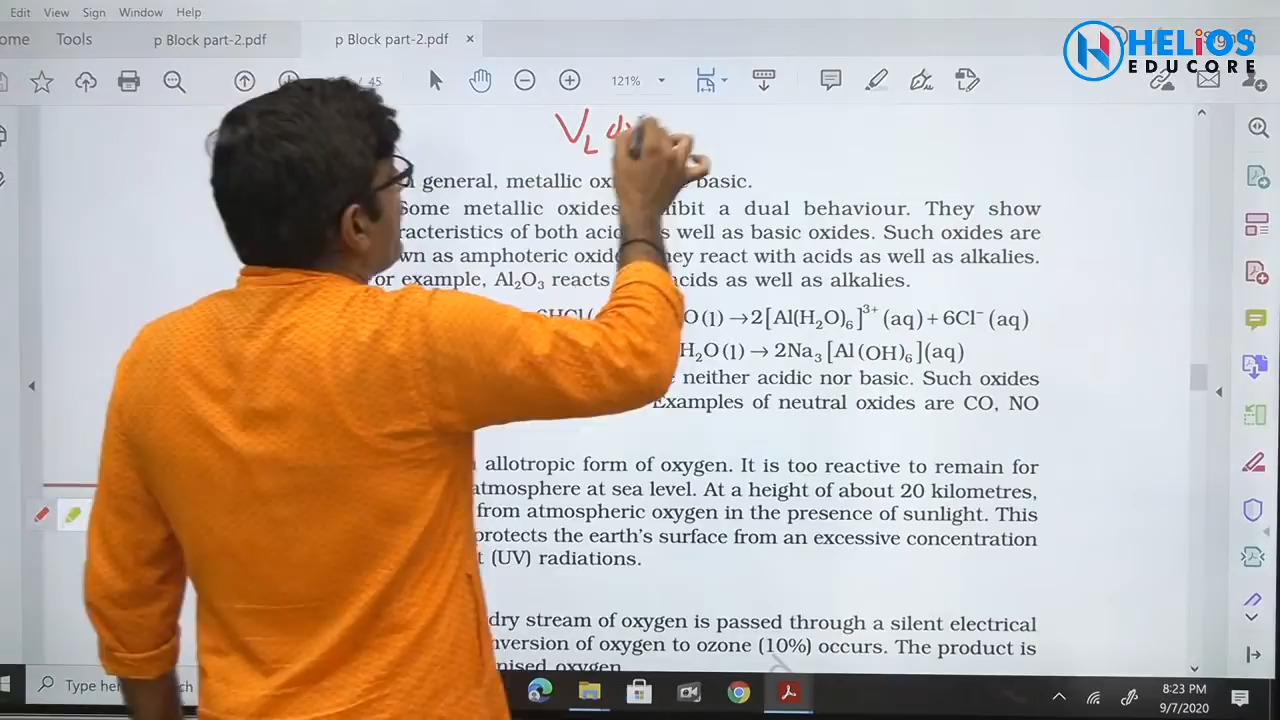 Edit View Sign Window Help
ome Tools p Block part-2.pdf p Block part-2.pdf ×
HELiOS
EDUCORE
45 121%
V_L
general, metallic basic.
Some metallic oxides a dual behaviour. They show
racteristics of both as well as basic oxides. Such oxides are
wn as amphoteric they react with acids as well as alkalies.
or example, Al₂O₃ reacts acids as well as alkalies.
O(l) →2[Al(H₂O)₆]³⁺(aq) + 6Cl⁻(aq)
H₂O(l) → 2Na₃[Al(OH)₆](aq)
neither acidic nor basic. Such oxides
Examples of neutral oxides are CO, NO
allotropic form of oxygen. It is too reactive to remain for
atmosphere at sea level. At a height of about 20 kilometres,
from atmospheric oxygen in the presence of sunlight. This
protects the earth's surface from an excessive concentration
t (UV) radiations.
dry stream of oxygen is passed through a silent electrical
nversion of oxygen to ozone (10%) occurs. The product is
nised oxygen.
Type here
8:23 PM
9/7/2020